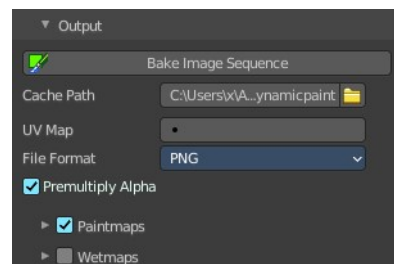 Output
Bake Image Sequence
Cache Path C:\Users\x\A...ynamicpaint
UV Map
File Format PNG
Premultiply Alpha
Paintmaps
Wetmaps